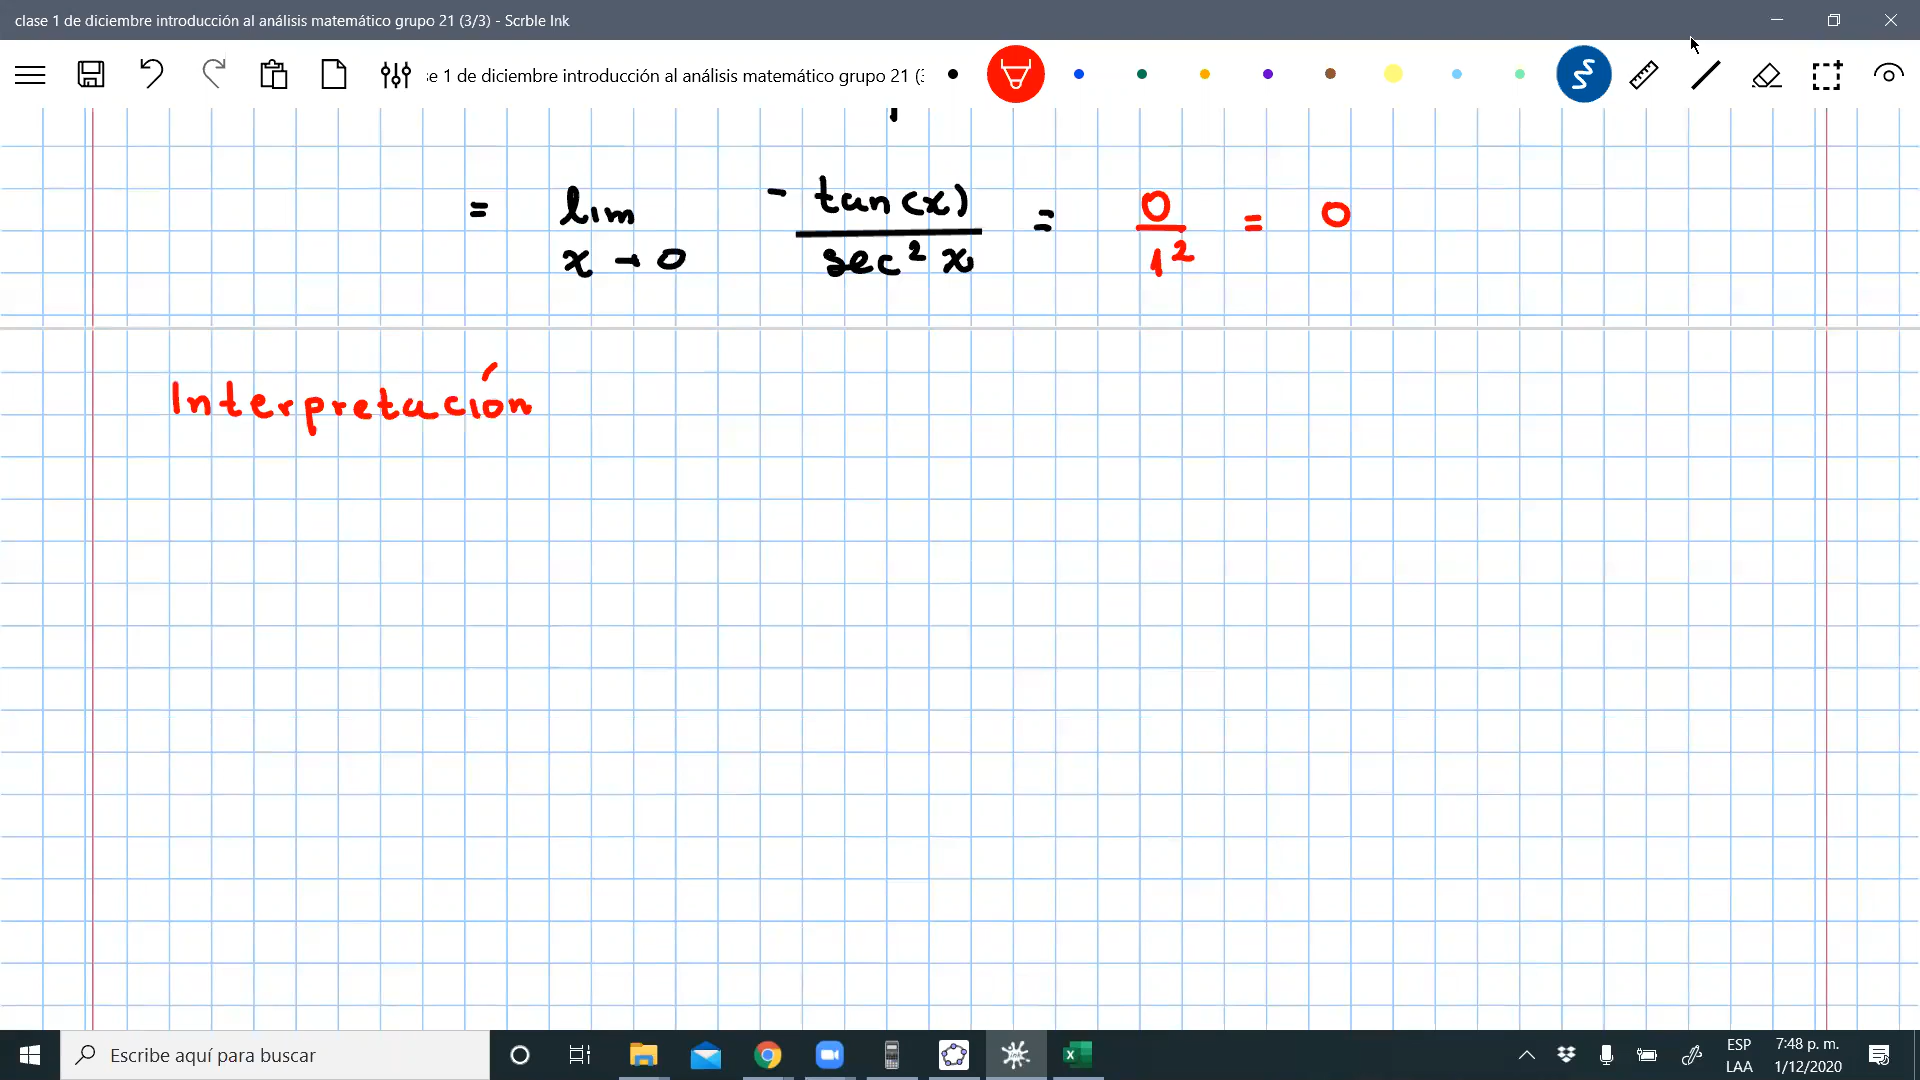 clase 1 de diciembre introducción al análisis matemático grupo 21 (3/3) - Scrble Ink
se 1 de diciembre introducción al análisis matemático grupo 21 (3
= lim x → 0 - tan(x) / sec² x = 0 / 1² = 0
Interpretación
Escribe aquí para buscar
ESP
LAA
7:48 p. m.
1/12/2020